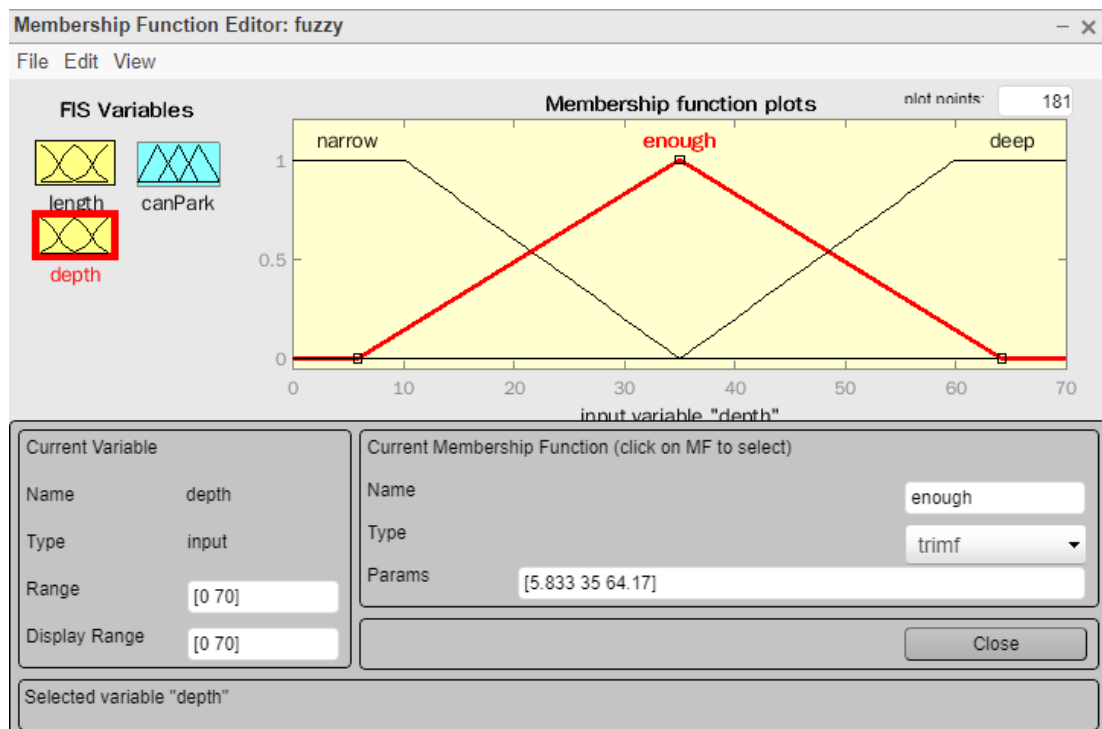 Membership Function Editor: fuzzy
File Edit View
FIS Variables
length
canPark
depth
Membership function plots
plot points:
181
narrow
enough
deep
1
0.5
0
0 10 20 30 40 50 60 70
input variable "depth"
Current Variable
Name depth
Type input
Range [0 70]
Display Range [0 70]
Current Membership Function (click on MF to select)
Name enough
Type trimf
Params [5.833 35 64.17]
Close
Selected variable "depth"